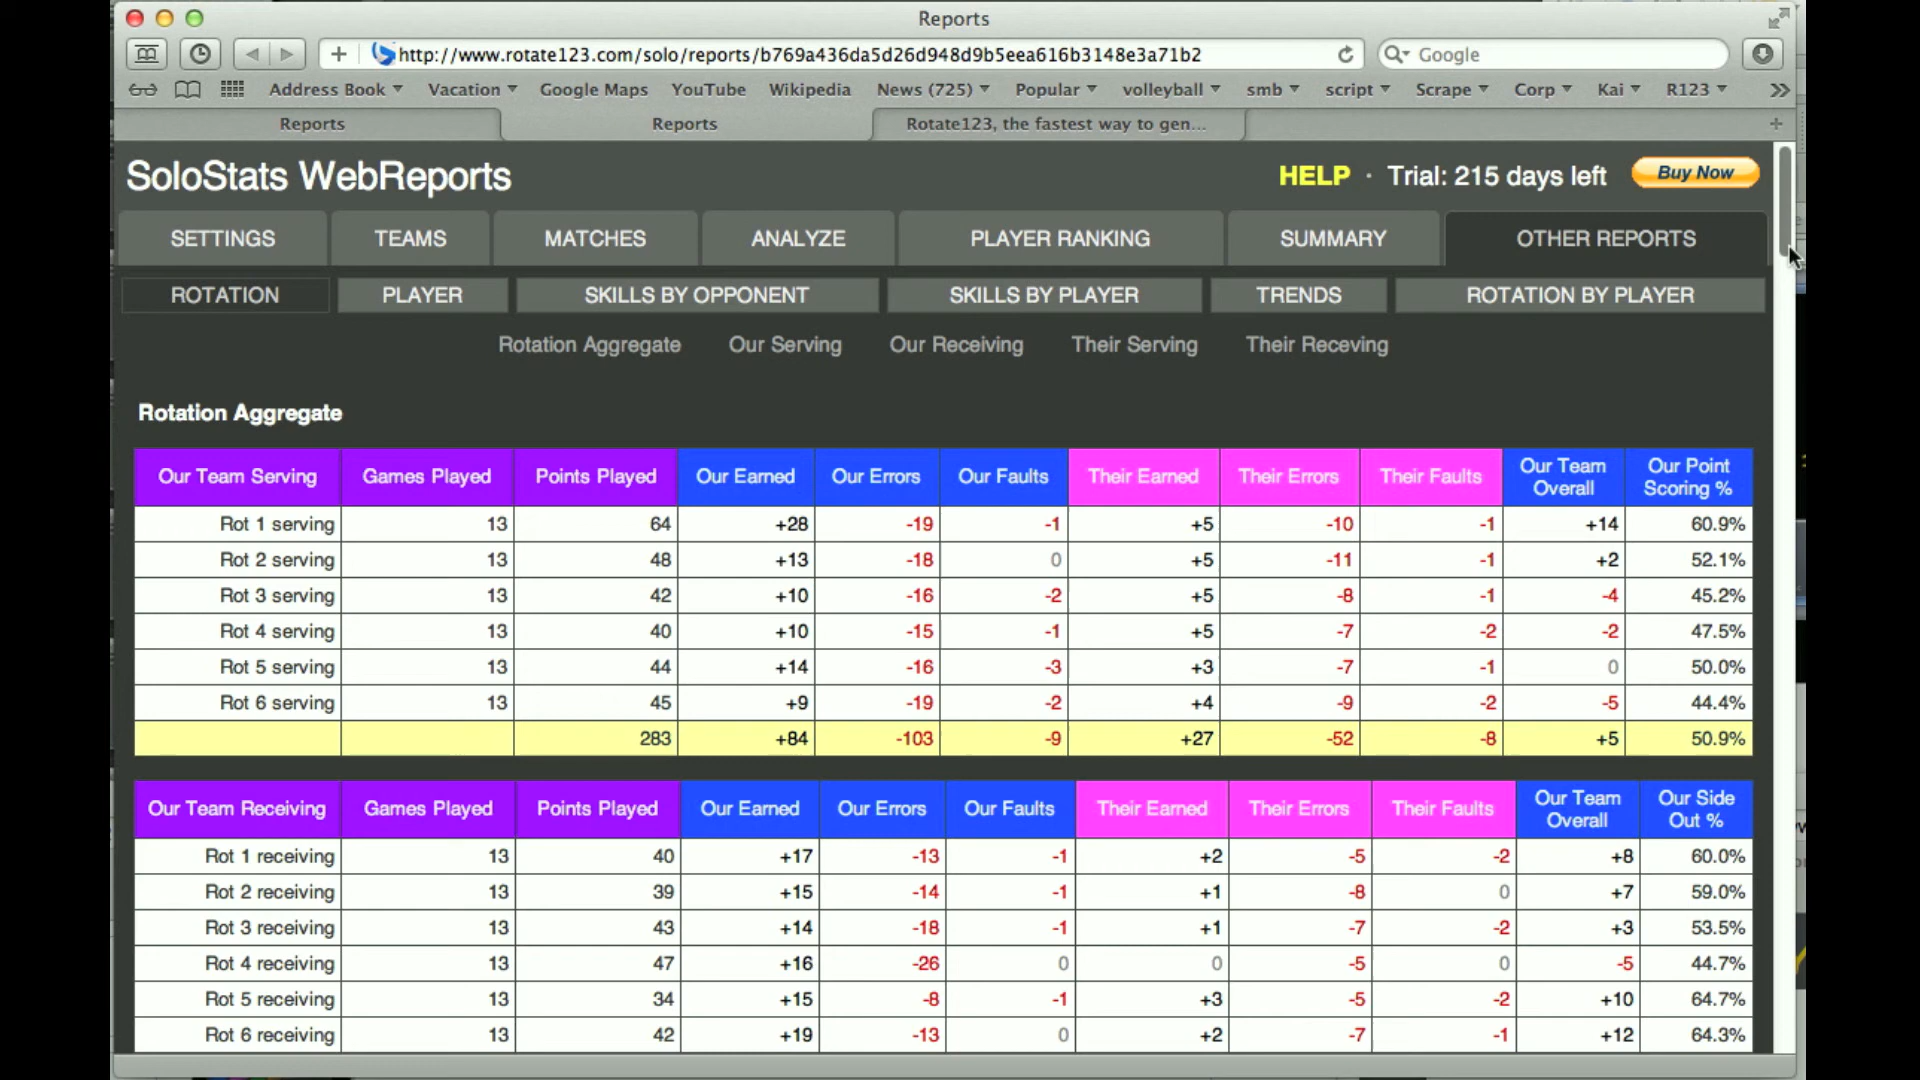 Reports
http://www.rotate123.com/solo/reports/b769a436da5d26d948d9b5eea616b3148e3a71b2 Google
Address Book Vacation Google Maps YouTube Wikipedia News (725) Popular volleyball smb script Scrape Corp Kai R123
Reports Reports Rotate123, the fastest way to gen...
SoloStats WebReports HELP · Trial: 215 days left Buy Now
SETTINGS TEAMS MATCHES ANALYZE PLAYER RANKING SUMMARY OTHER REPORTS
ROTATION PLAYER SKILLS BY OPPONENT SKILLS BY PLAYER TRENDS ROTATION BY PLAYER
Rotation Aggregate Our Serving Our Receiving Their Serving Their Receving
Rotation Aggregate
Our Team Serving Games Played Points Played Our Earned Our Errors Our Faults Their Earned Their Errors Their Faults Our Team Overall Our Point Scoring %
Rot 1 serving 13 64 +28 -19 -1 +5 -10 -1 +14 60.9%
Rot 2 serving 13 48 +13 -18 0 +5 -11 -1 +2 52.1%
Rot 3 serving 13 42 +10 -16 -2 +5 -8 -1 -4 45.2%
Rot 4 serving 13 40 +10 -15 -1 +5 -7 -2 -2 47.5%
Rot 5 serving 13 44 +14 -16 -3 +3 -7 -1 0 50.0%
Rot 6 serving 13 45 +9 -19 -2 +4 -9 -2 -5 44.4%
283 +84 -103 -9 +27 -52 -8 +5 50.9%
Our Team Receiving Games Played Points Played Our Earned Our Errors Our Faults Their Earned Their Errors Their Faults Our Team Overall Our Side Out %
Rot 1 receiving 13 40 +17 -13 -1 +2 -5 -2 +8 60.0%
Rot 2 receiving 13 39 +15 -14 -1 +1 -8 0 +7 59.0%
Rot 3 receiving 13 43 +14 -18 -1 +1 -7 -2 +3 53.5%
Rot 4 receiving 13 47 +16 -26 0 0 -5 0 -5 44.7%
Rot 5 receiving 13 34 +15 -8 -1 +3 -5 -2 +10 64.7%
Rot 6 receiving 13 42 +19 -13 0 +2 -7 -1 +12 64.3%